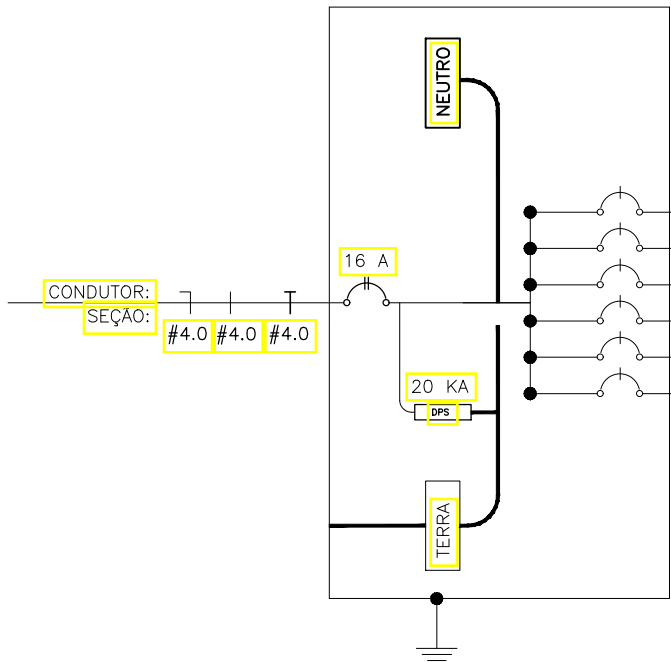 NEUTRO
16 A
CONDUTOR:
SEÇÃO:
#4.0 #4.0 #4.0
20 KA
DPS
TERRA